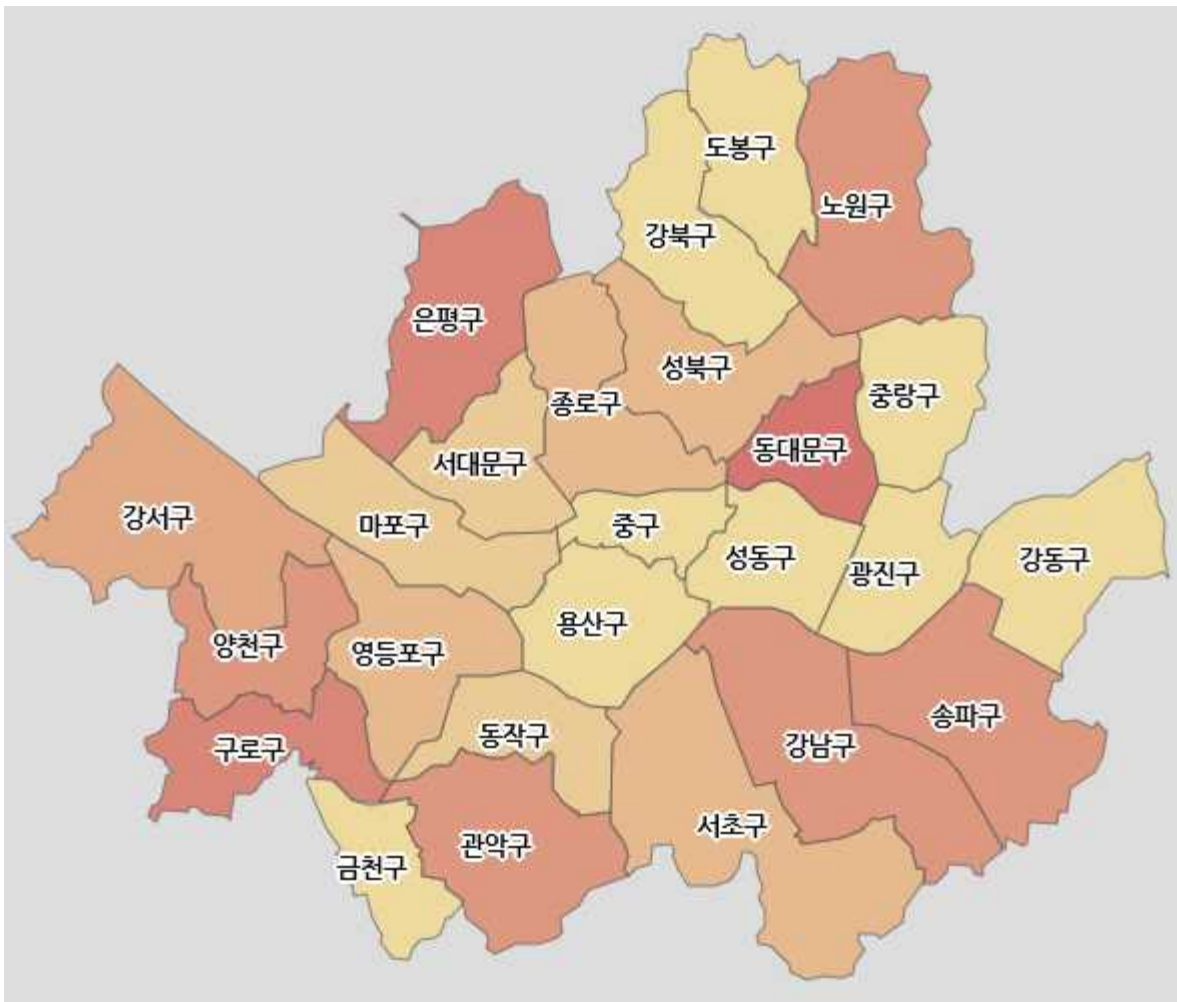 도봉구
노원구
강북구
은평구
성북구
중랑구
종로구
동대문구
서대문구
강서구
마포구
중구
성동구
강동구
광진구
용산구
양천구
영등포구
송파구
동작구
강남구
구로구
서초구
관악구
금천구